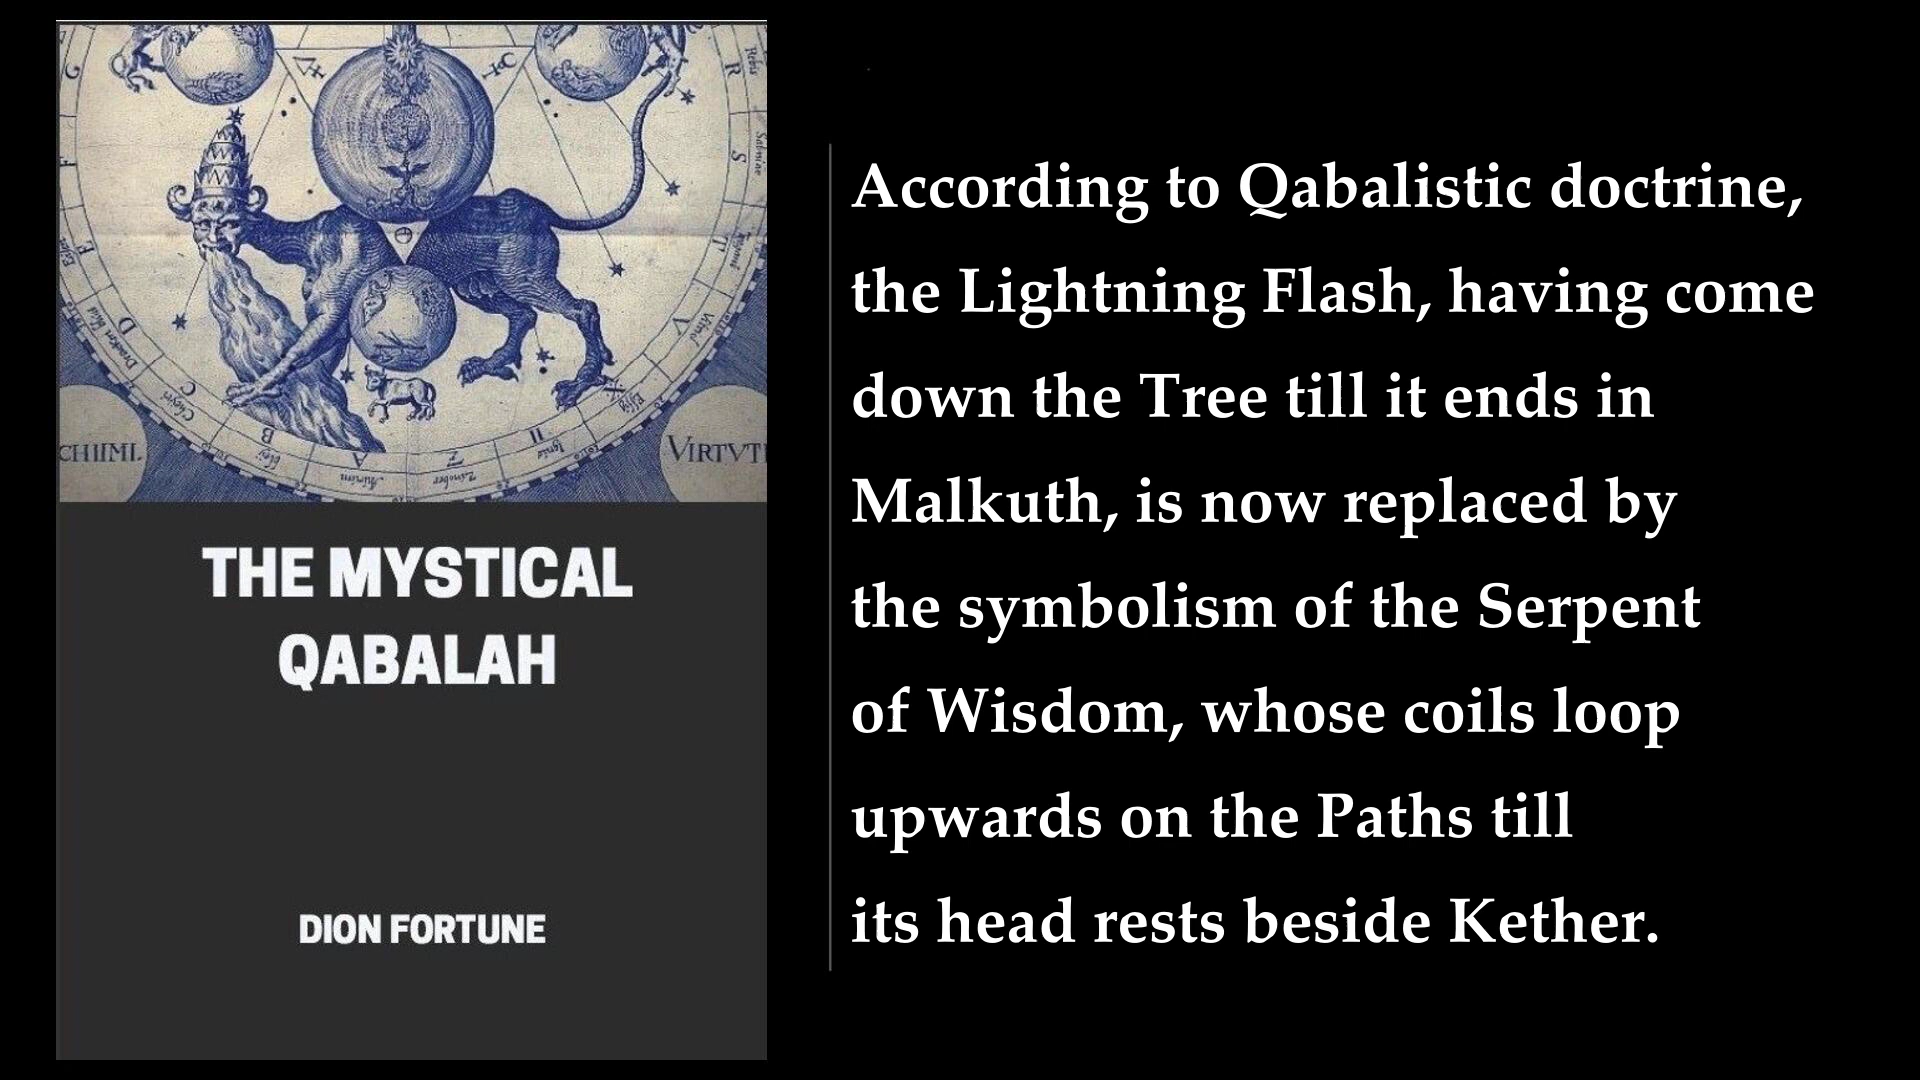 THE MYSTICAL
QABALAH
DION FORTUNE
CHIIMI.
VIRTVTI
According to Qabalistic doctrine,
the Lightning Flash, having come
down the Tree till it ends in
Malkuth, is now replaced by
the symbolism of the Serpent
of Wisdom, whose coils loop
upwards on the Paths till
its head rests beside Kether.